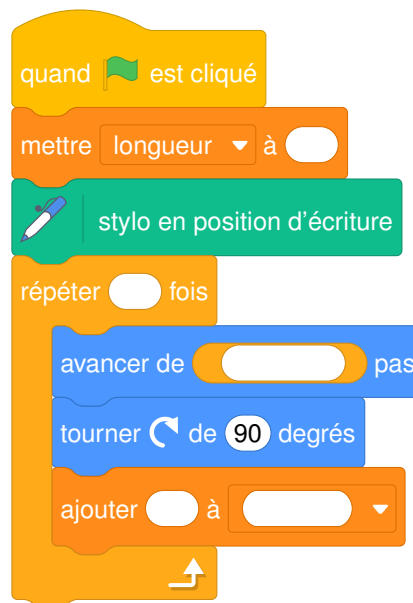 quand est cliqué
mettre longueur à
stylo en position d’écriture
répéter fois
avancer de pas
tourner de 90 degrés
ajouter à